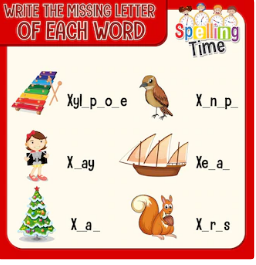 WRITE THE MISSING LETTER
OF EACH WORD
Spelling
Time
Xyl_p_o_e
X_n_p_
X_ay
Xe_a_
X_a_
X_r_s